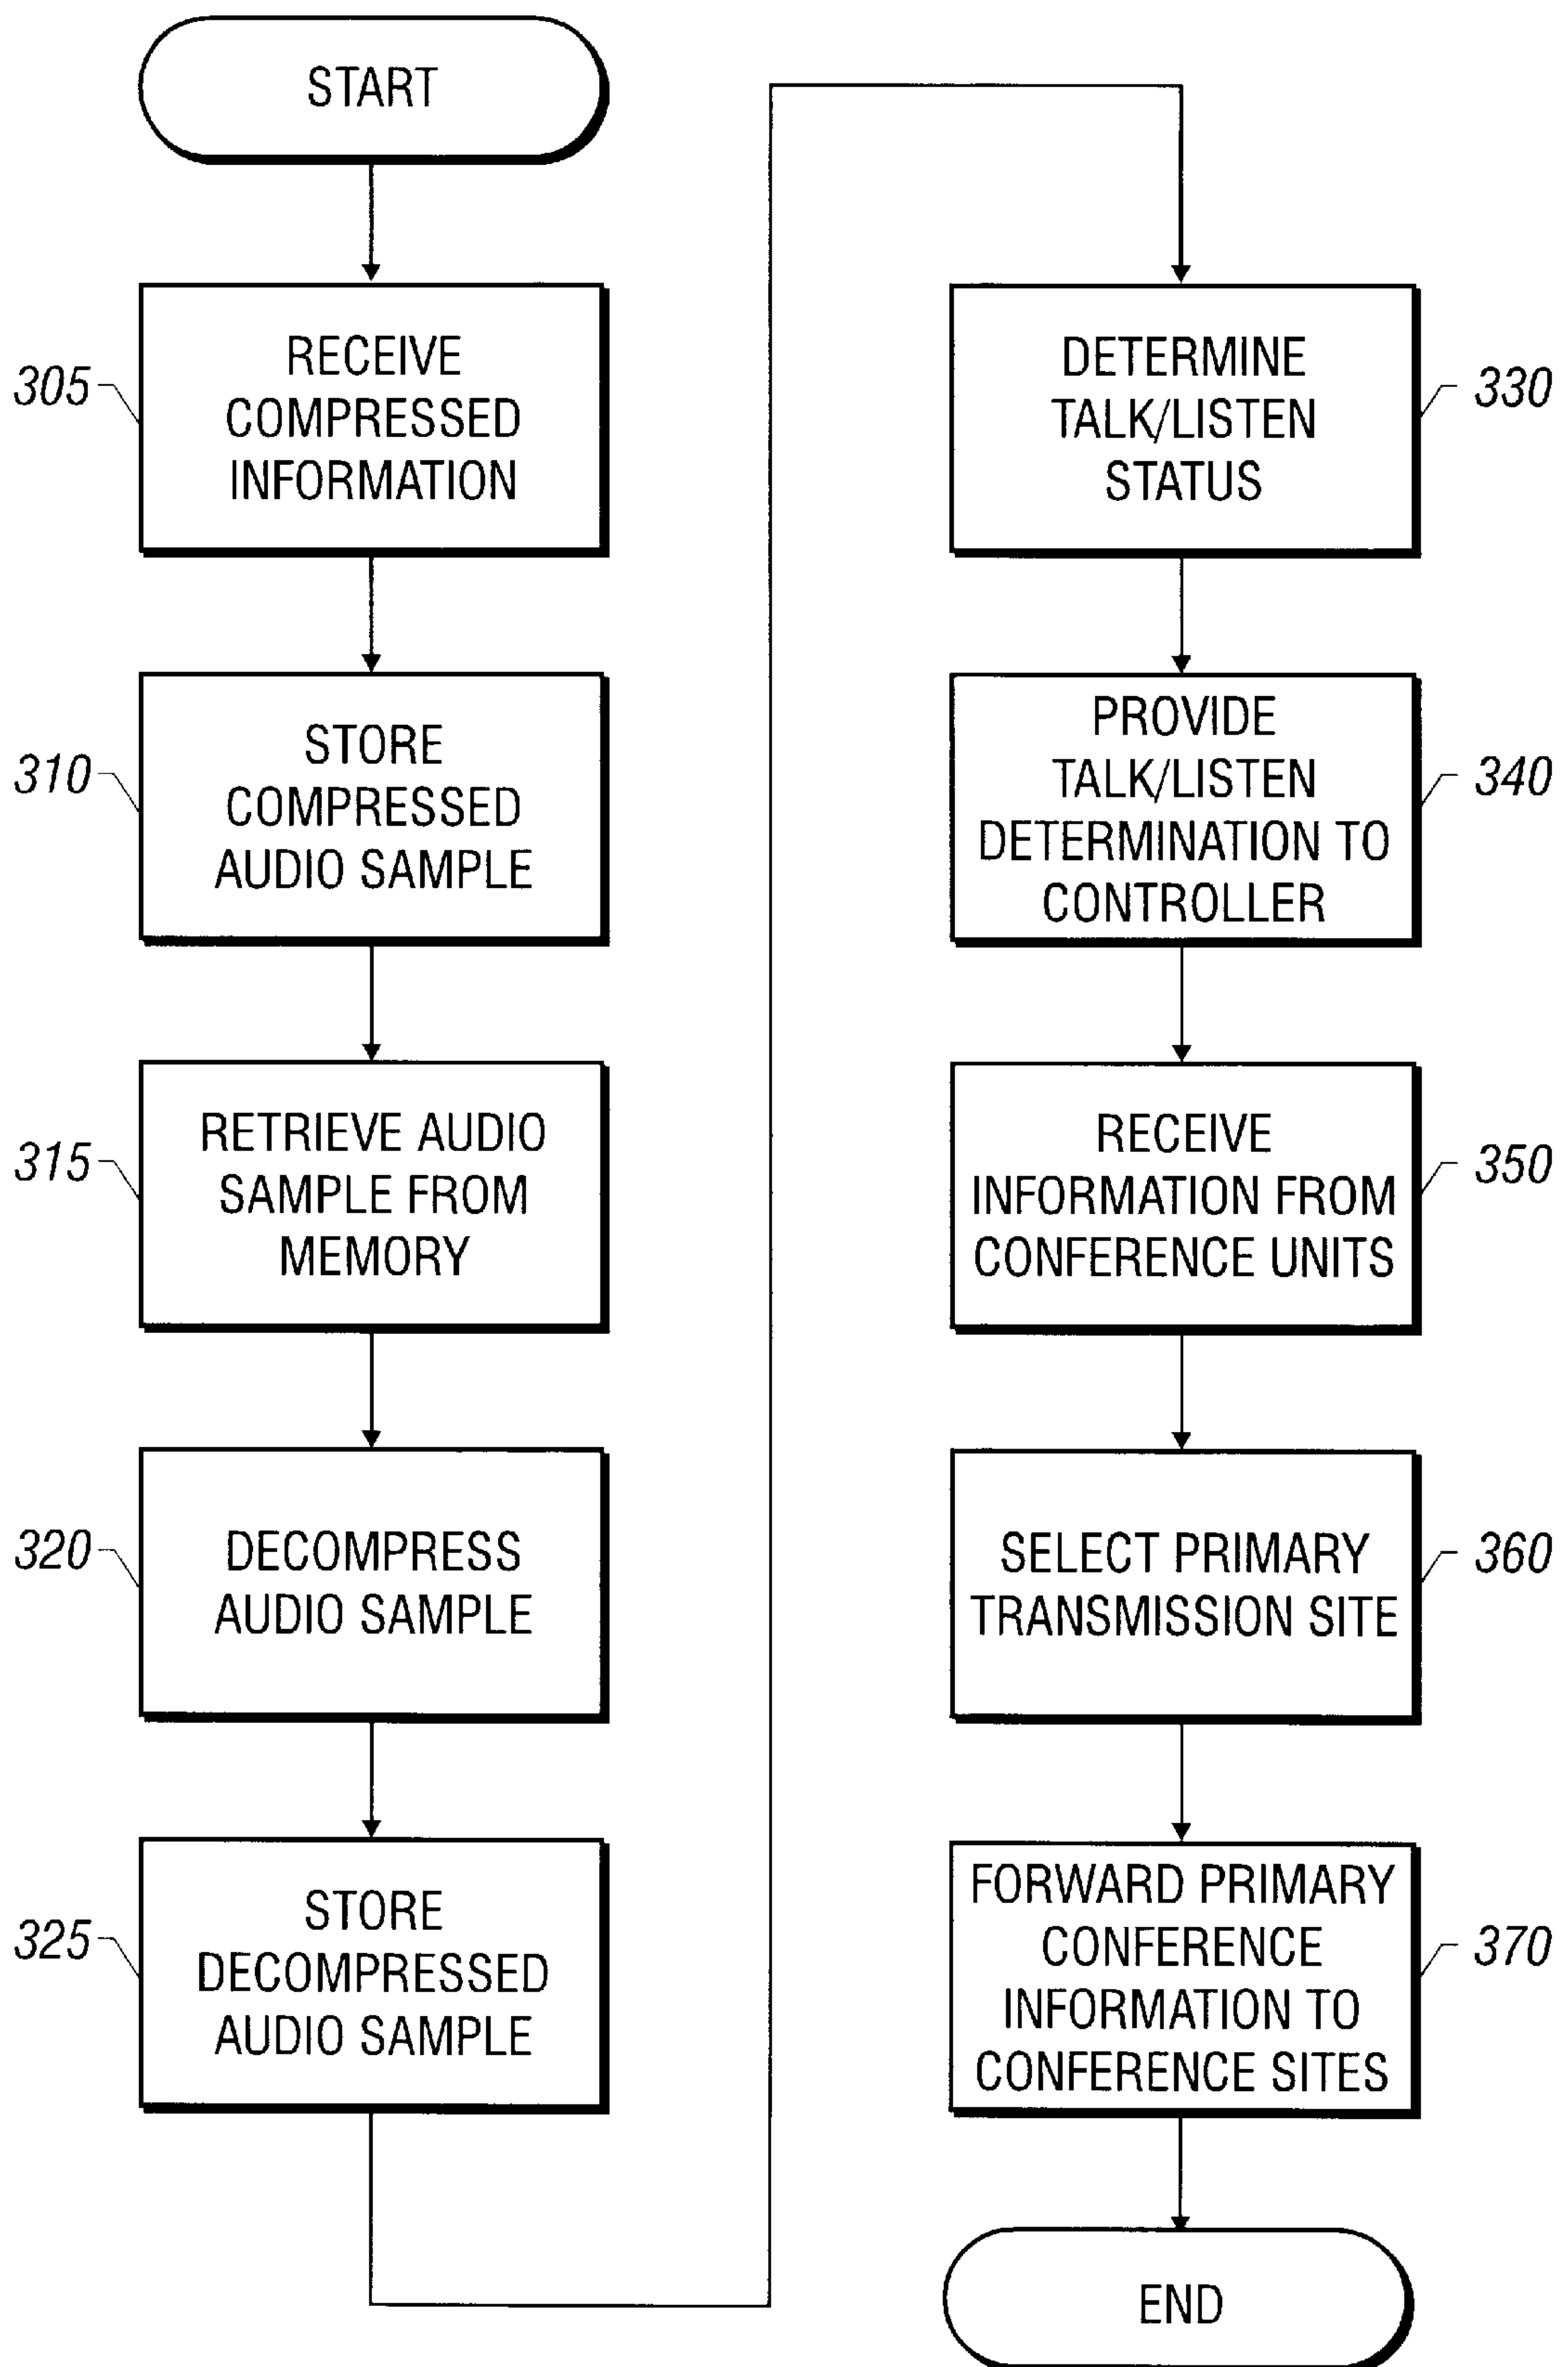 START
305
RECEIVE
COMPRESSED
INFORMATION
310
STORE
COMPRESSED
AUDIO SAMPLE
315
RETRIEVE AUDIO
SAMPLE FROM
MEMORY
320
DECOMPRESS
AUDIO SAMPLE
325
STORE
DECOMPRESSED
AUDIO SAMPLE
DETERMINE
TALK/LISTEN
STATUS
330
PROVIDE
TALK/LISTEN
DETERMINATION TO
CONTROLLER
340
RECEIVE
INFORMATION FROM
CONFERENCE UNITS
350
SELECT PRIMARY
TRANSMISSION SITE
360
FORWARD PRIMARY
CONFERENCE
INFORMATION TO
CONFERENCE SITES
370
END